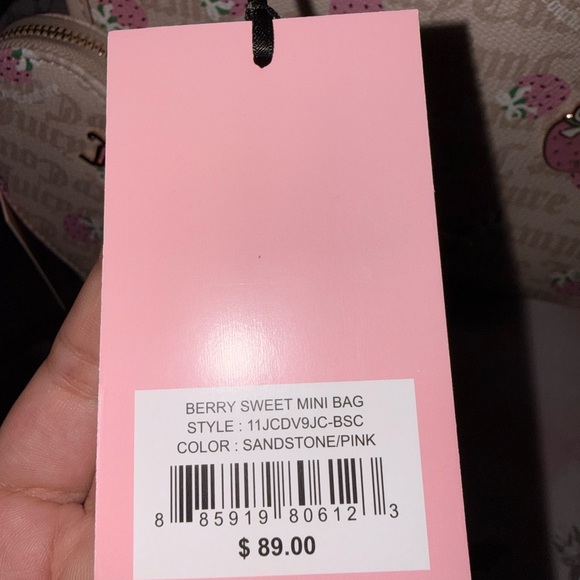 BERRY SWEET MINI BAG
STYLE : 11JCDV9JC-BSC
COLOR : SANDSTONE/PINK
8 85919 80612 3
$ 89.00